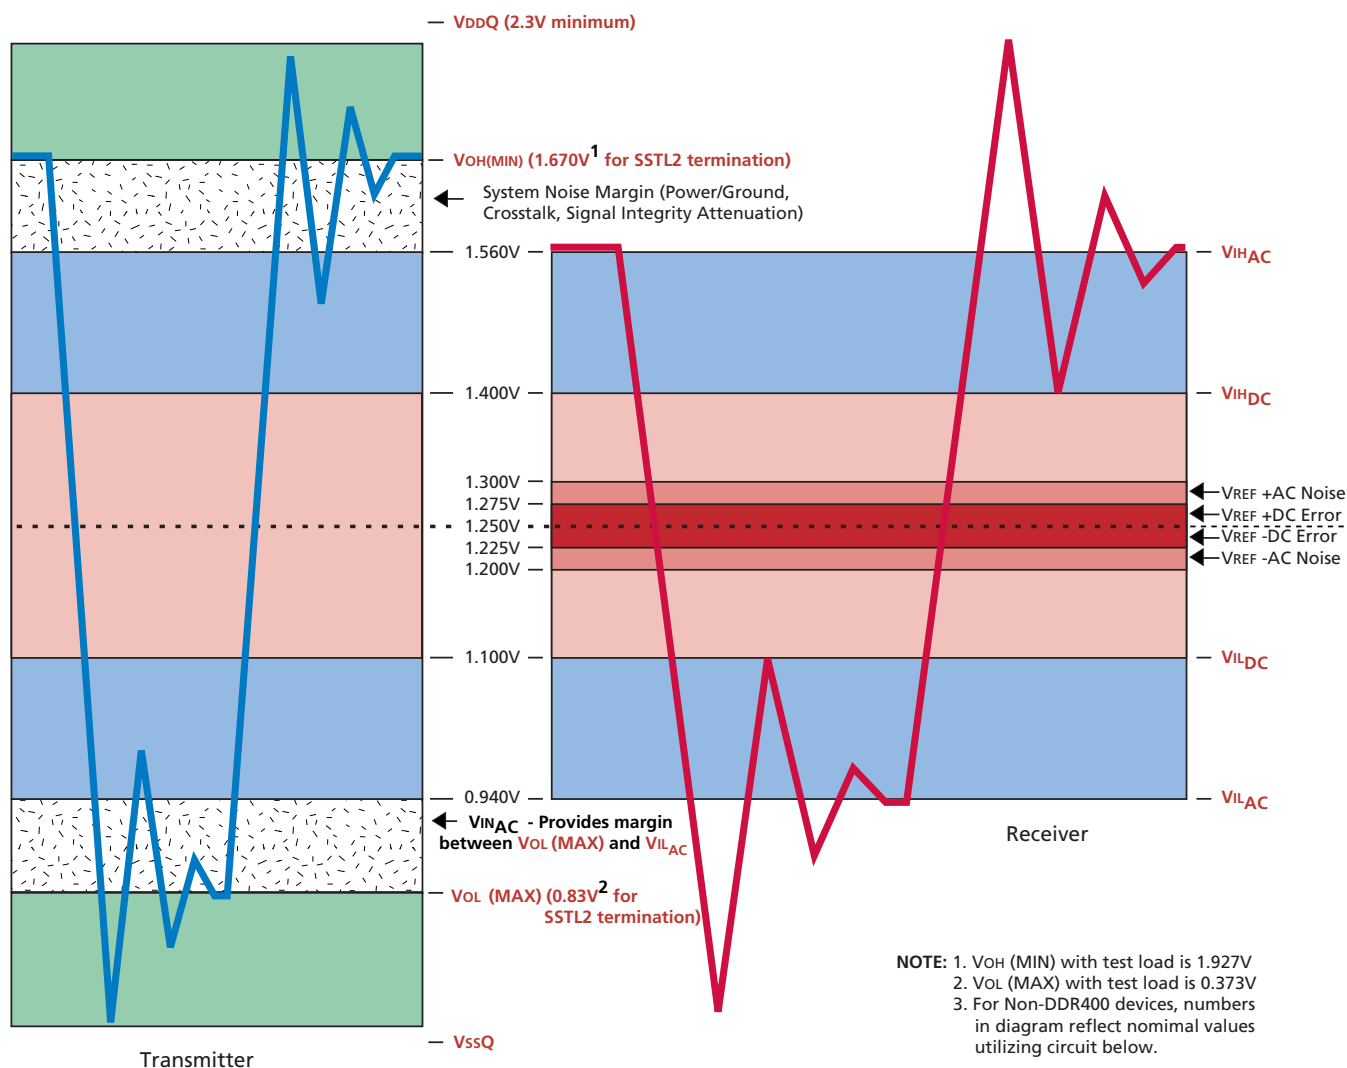 VDDQ (2.3V minimum)
VOH(MIN) (1.670V1 for SSTL2 termination)
System Noise Margin (Power/Ground,
Crosstalk, Signal Integrity Attenuation)
1.560V
VIHAC
1.400V
VIHDC
1.300V
VREF +AC Noise
1.275V
VREF +DC Error
1.250V
VREF -DC Error
1.225V
VREF -AC Noise
1.200V
1.100V
VILDC
0.940V
VILAC
VINAC - Provides margin
between VOL (MAX) and VILAC
Receiver
VOL (MAX) (0.83V2 for
SSTL2 termination)
NOTE: 1. VOH (MIN) with test load is 1.927V
2. VOL (MAX) with test load is 0.373V
3. For Non-DDR400 devices, numbers
in diagram reflect nomimal values
utilizing circuit below.
VssQ
Transmitter